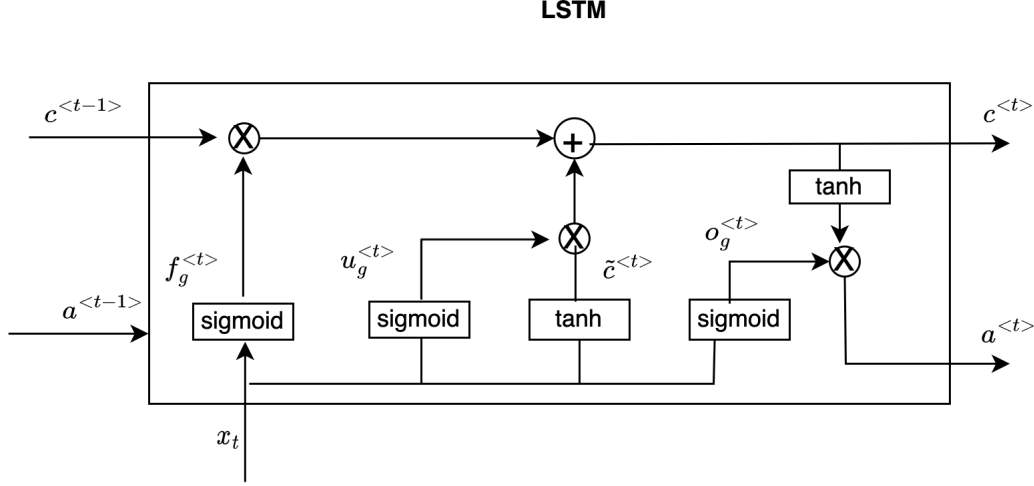 LSTM
c^{<t-1>}
c^{<t>}
X
+
tanh
f_g^{<t>}
u_g^{<t>}
X
c̃^{<t>}
o_g^{<t>}
X
a^{<t-1>}
sigmoid
sigmoid
tanh
sigmoid
a^{<t>}
x_t